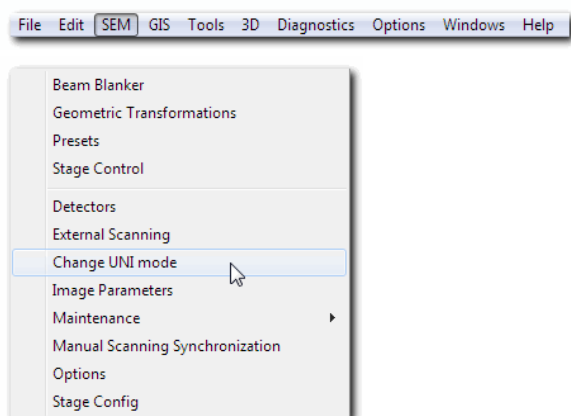 File Edit SEM GIS Tools 3D Diagnostics Options Windows Help
Beam Blanker
Geometric Transformations
Presets
Stage Control
Detectors
External Scanning
Change UNI mode
Image Parameters
Maintenance
Manual Scanning Synchronization
Options
Stage Config